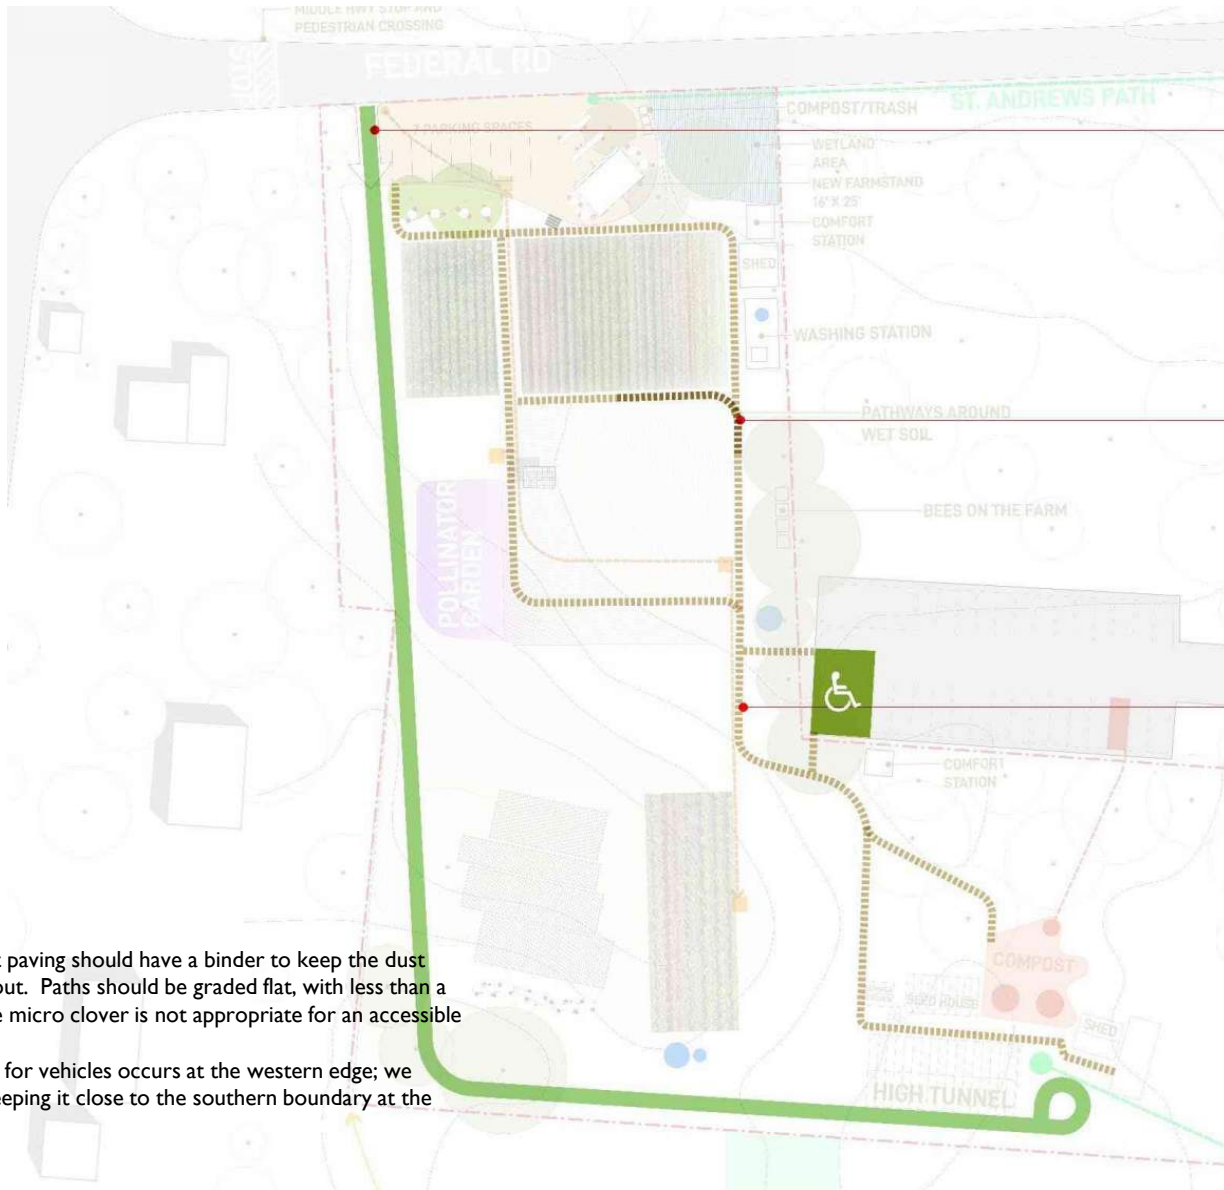 MIDDLE HWY STOP AND
PEDESTRIAN CROSSING
STOP
FEDERAL RD
ST. ANDREWS PATH
7 PARKING SPACES
COMPOST/TRASH
WETLAND
AREA
NEW FARMSTAND
16' X 25'
COMFORT
STATION
SHED
WASHING STATION
PATHWAYS AROUND
WET SOIL
POLLINATOR
GARDEN
BEES ON THE FARM
COMFORT
STATION
paving should have a binder to keep the dust
out. Paths should be graded flat, with less than a
micro clover is not appropriate for an accessible
for vehicles occurs at the western edge; we
keeping it close to the southern boundary at the
COMPOST
SEED HOUSE
SHED
HIGH TUNNEL